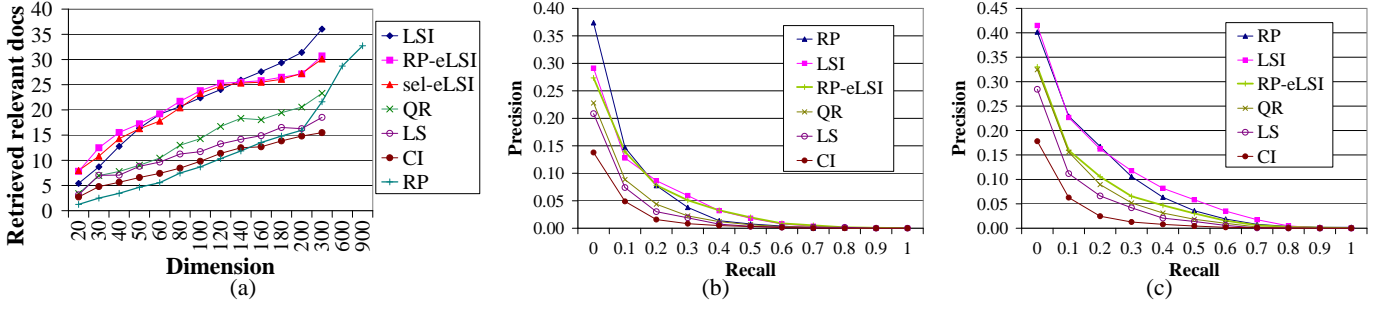 Retrieved relevant docs
40
35
30
25
20
15
10
5
0
20 30 40 50 60 80 100 120 140 160 180 200 300 600 900
Dimension
LSI
RP-eLSI
sel-eLSI
QR
LS
CI
RP
(a)
Precision
0.40
0.35
0.30
0.25
0.20
0.15
0.10
0.05
0.00
0 0.1 0.2 0.3 0.4 0.5 0.6 0.7 0.8 0.9 1
Recall
RP
LSI
RP-eLSI
QR
LS
CI
(b)
Precision
0.45
0.40
0.35
0.30
0.25
0.20
0.15
0.10
0.05
0.00
0 0.1 0.2 0.3 0.4 0.5 0.6 0.7 0.8 0.9 1
Recall
RP
LSI
RP-eLSI
QR
LS
CI
(c)